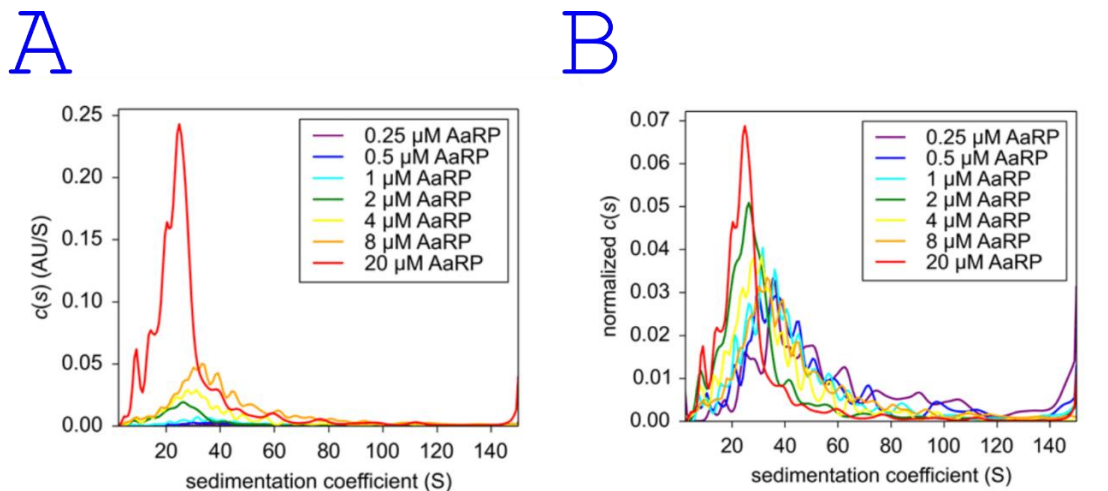 A
B
0.25
0.20
0.15
0.10
0.05
0.00
c(s) (AU/S)
0.25 µM AaRP
0.5 µM AaRP
1 µM AaRP
2 µM AaRP
4 µM AaRP
8 µM AaRP
20 µM AaRP
20 40 60 80 100 120 140
sedimentation coefficient (S)
0.07
0.06
0.05
0.04
0.03
0.02
0.01
0.00
normalized c(s)
0.25 µM AaRP
0.5 µM AaRP
1 µM AaRP
2 µM AaRP
4 µM AaRP
8 µM AaRP
20 µM AaRP
20 40 60 80 100 120 140
sedimentation coefficient (S)